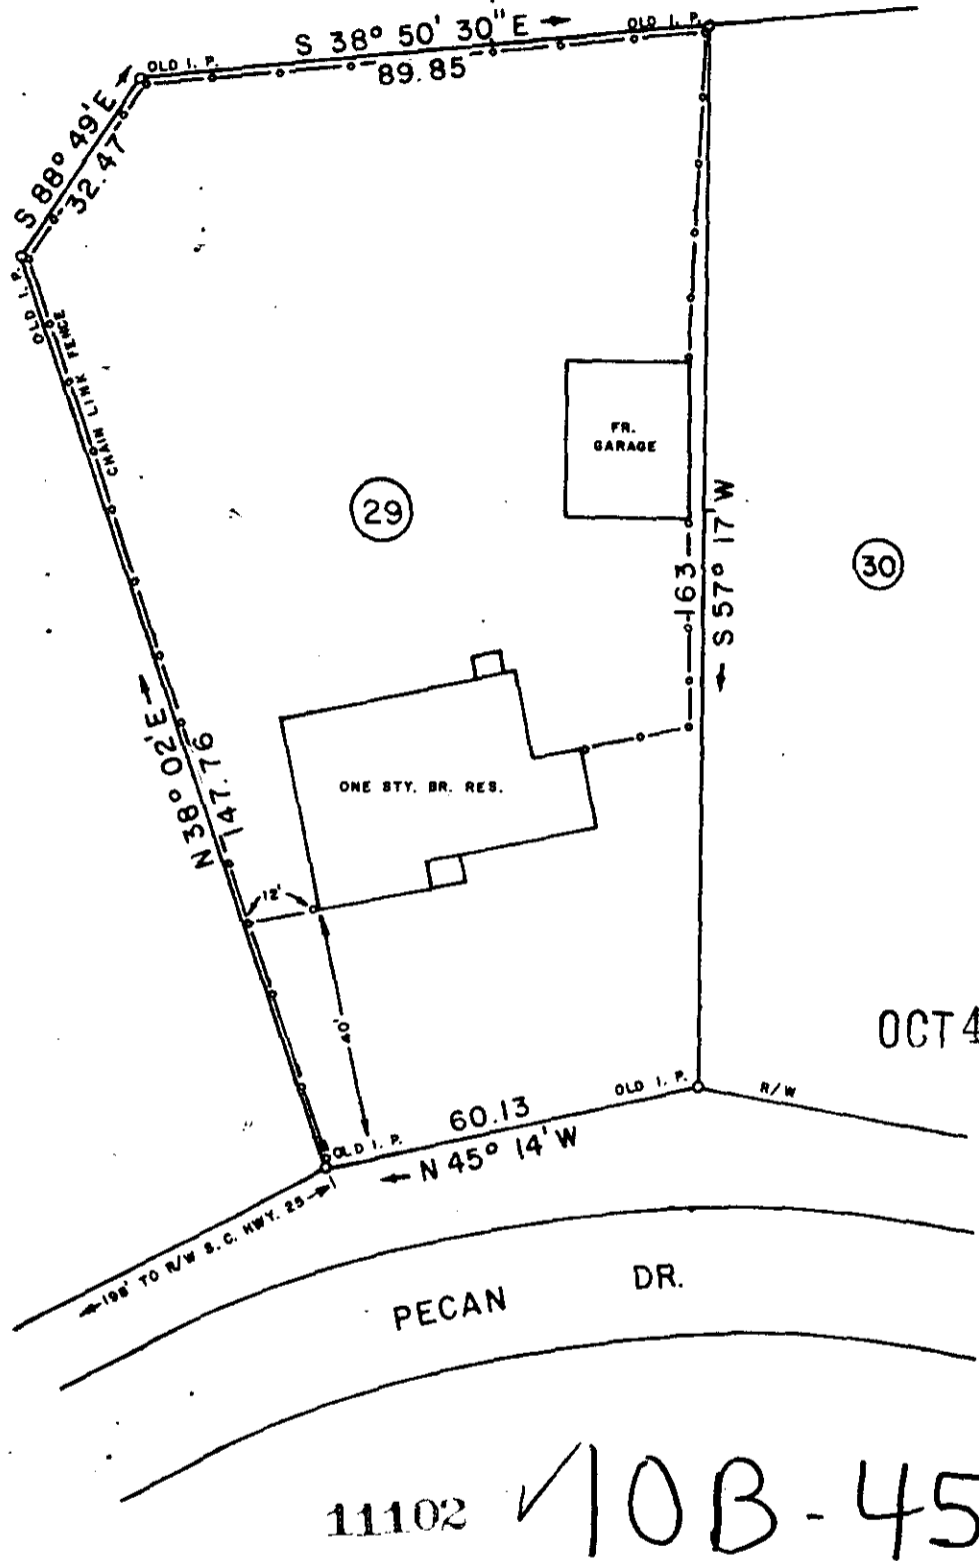 S 38° 50' 30" E
OLD I. P.
89.85
OLD I. P.
S 88° 49' E
32.47
OLD I. P.
CHAIN LINK FENCE
FR.
GARAGE
29
30
163
S 57° 17' W
N 38° 02' E
147.76
ONE STY. BR. RES.
12'
40'
OCT 4
OLD I. P.
R/W
60.13
OLD I. P.
N 45° 14' W
198' TO R/W S.C. HWY. 25
PECAN DR.
11102
10B-45